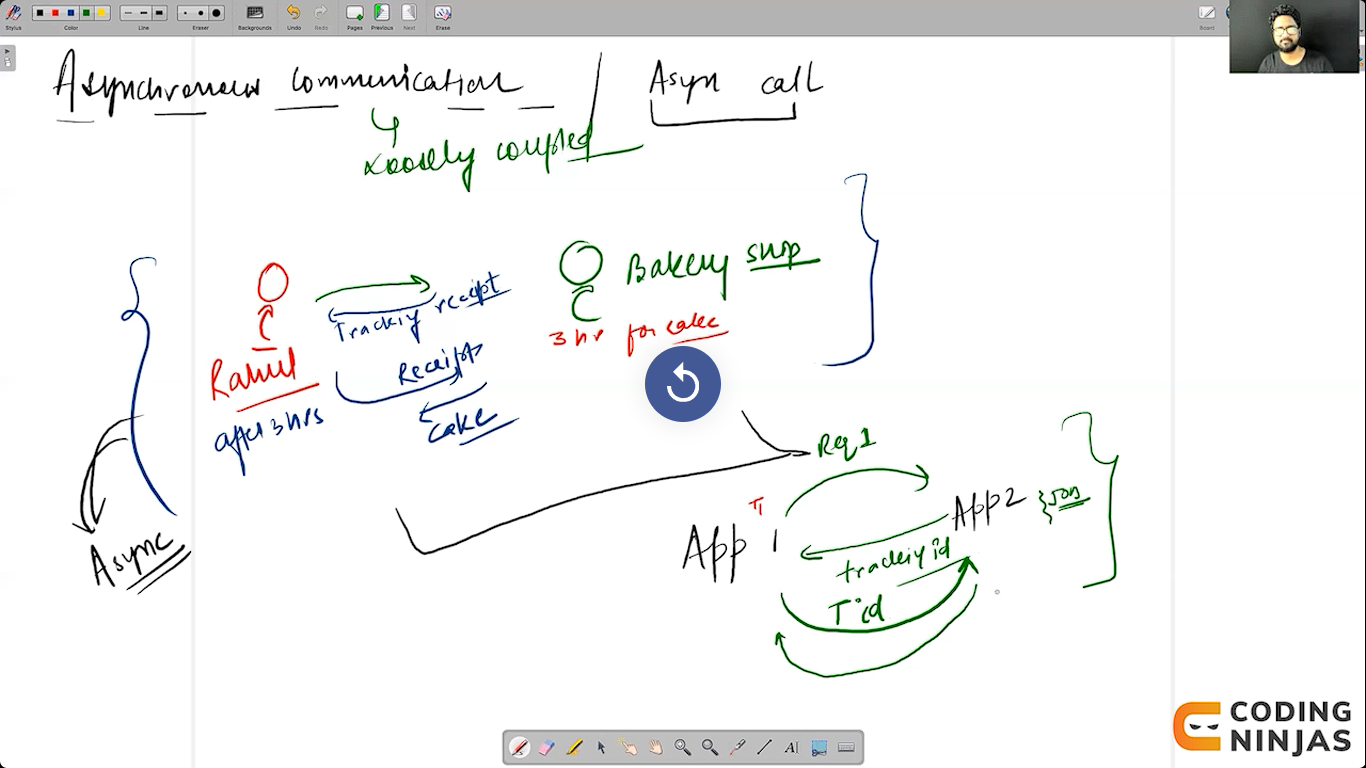 Stylus
Color
Line
Eraser
Backgrounds
Undo
Redo
Pages
Previous
Next
Erase
Board
Asynchronous communication / Asyn call
Loosely coupled
Bakery shop
Tracking receipt
3 hr for cake
Rahul
Receipt
after 3 hrs
cake
Req 1
App 1
App 2
tracking id
T id
Async
CODING
NINJAS